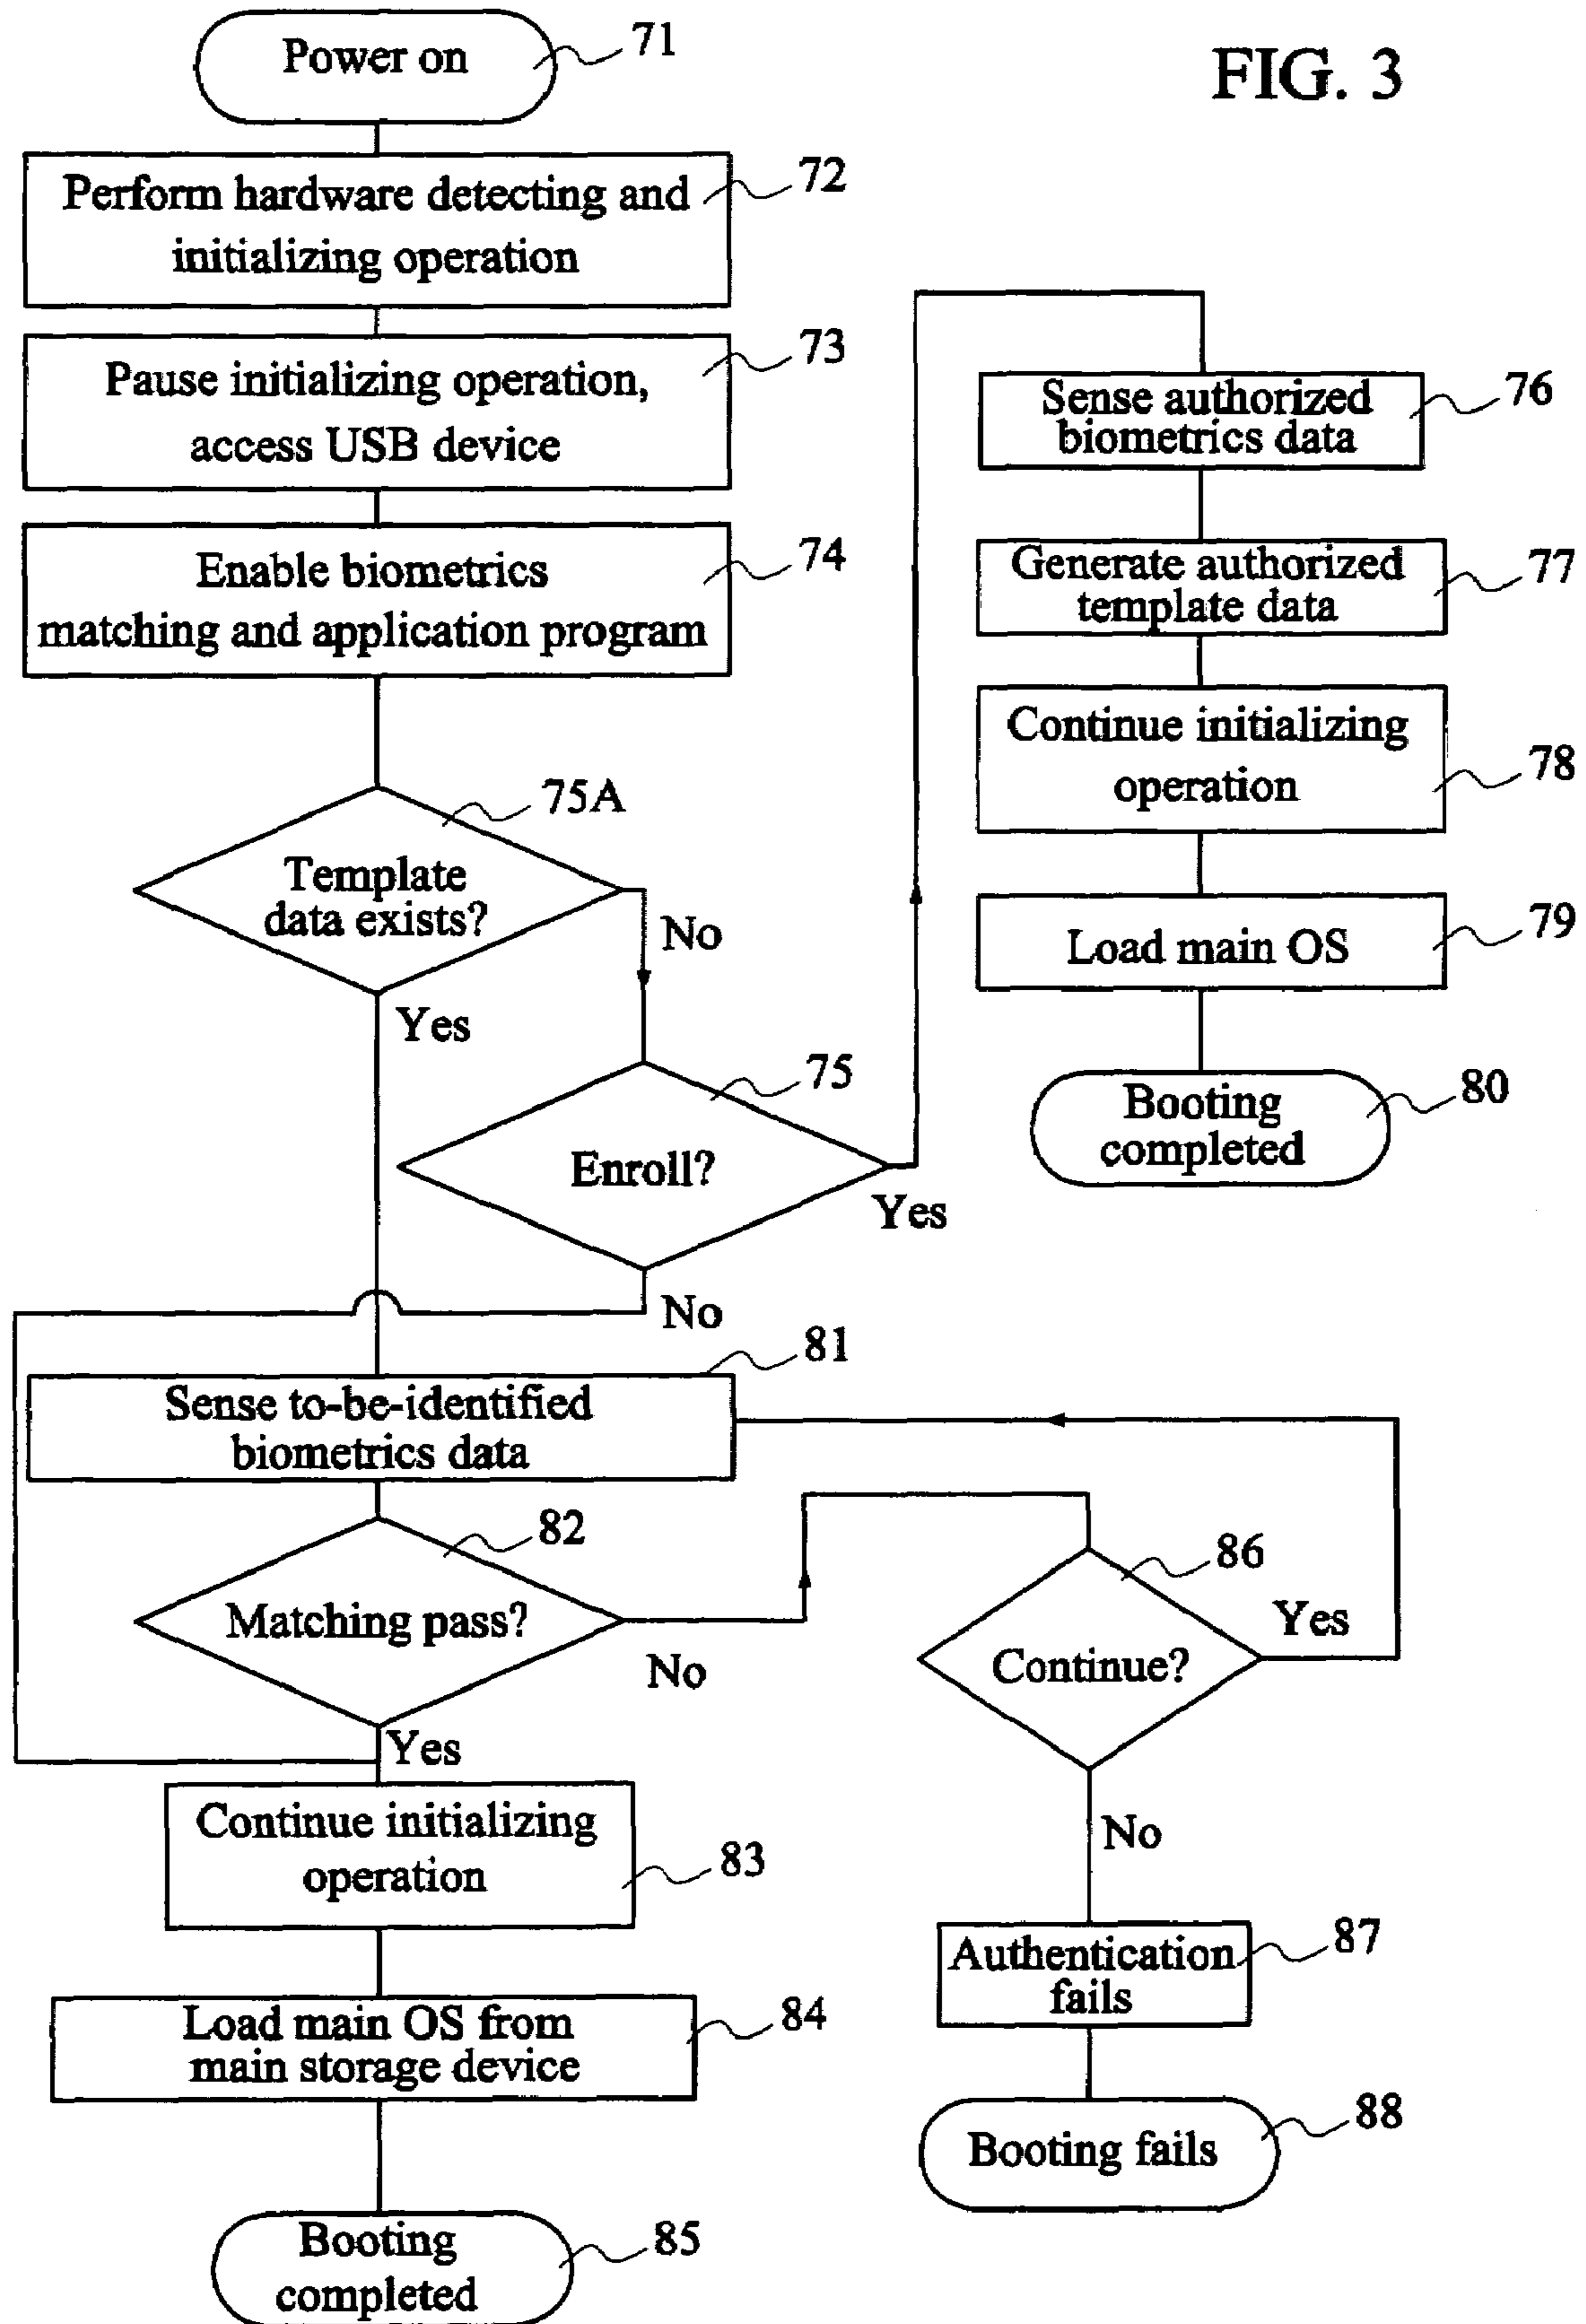 FIG. 3
Power on
71
Perform hardware detecting and
initializing operation
72
Pause initializing operation,
access USB device
73
Enable biometrics
matching and application program
74
75A
Template
data exists?
No
Yes
75
Enroll?
Yes
No
Sense authorized
biometrics data
76
Generate authorized
template data
77
Continue initializing
operation
78
Load main OS
79
Booting
completed
80
81
Sense to-be-identified
biometrics data
82
Matching pass?
No
Yes
86
Continue?
Yes
No
Continue initializing
operation
83
Load main OS from
main storage device
84
Booting
completed
85
Authentication
fails
87
Booting fails
88